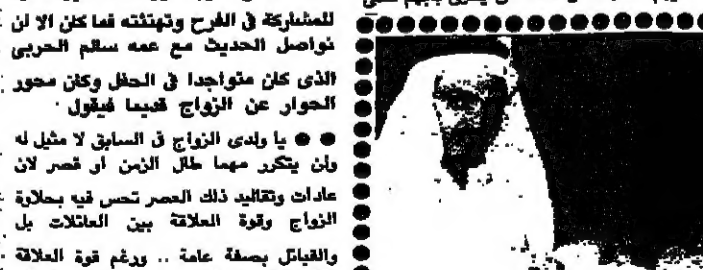 للمشاركة في الفرح وتهنئته فما كان الا ان
نواصل الحديث مع عمه سالم الحربي
الذى كان متواجدا في الحفل وكان محور
الحوار عن الزواج قديما فيقول
●● يا ولدى الزواج في السابق لا مثيل له
ولن يتكرر مهما طال الزمن او قصر لان
عادات وتقاليد ذلك العصر تحس فيه بحلاوة
الزواج وقوة العلاقة بين العائلات بل
والقبائل بصفة عامة .. ورغم قوة العلاقة